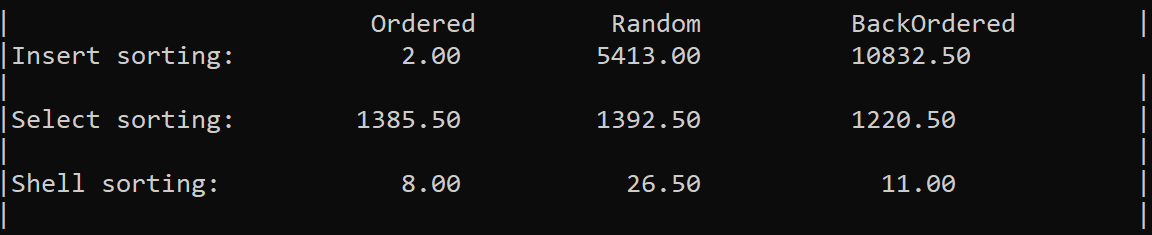 | Ordered Random BackOrdered |
|Insert sorting: 2.00 5413.00 10832.50
| |
|Select sorting: 1385.50 1392.50 1220.50 |
| |
|Shell sorting: 8.00 26.50 11.00 |
| |